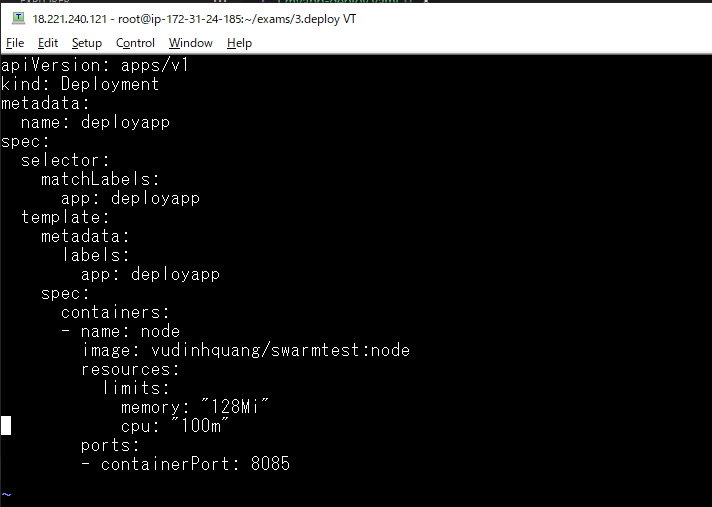 18.221.240.121 - root@ip-172-31-24-185:~/exams/3.deploy VT
File Edit Setup Control Window Help
apiVersion: apps/v1
kind: Deployment
metadata:
  name: deployapp
spec:
  selector:
    matchLabels:
      app: deployapp
  template:
    metadata:
      labels:
        app: deployapp
    spec:
      containers:
      - name: node
        image: vudinhquang/swarmtest:node
        resources:
          limits:
            memory: "128Mi"
            cpu: "100m"
        ports:
        - containerPort: 8085
~